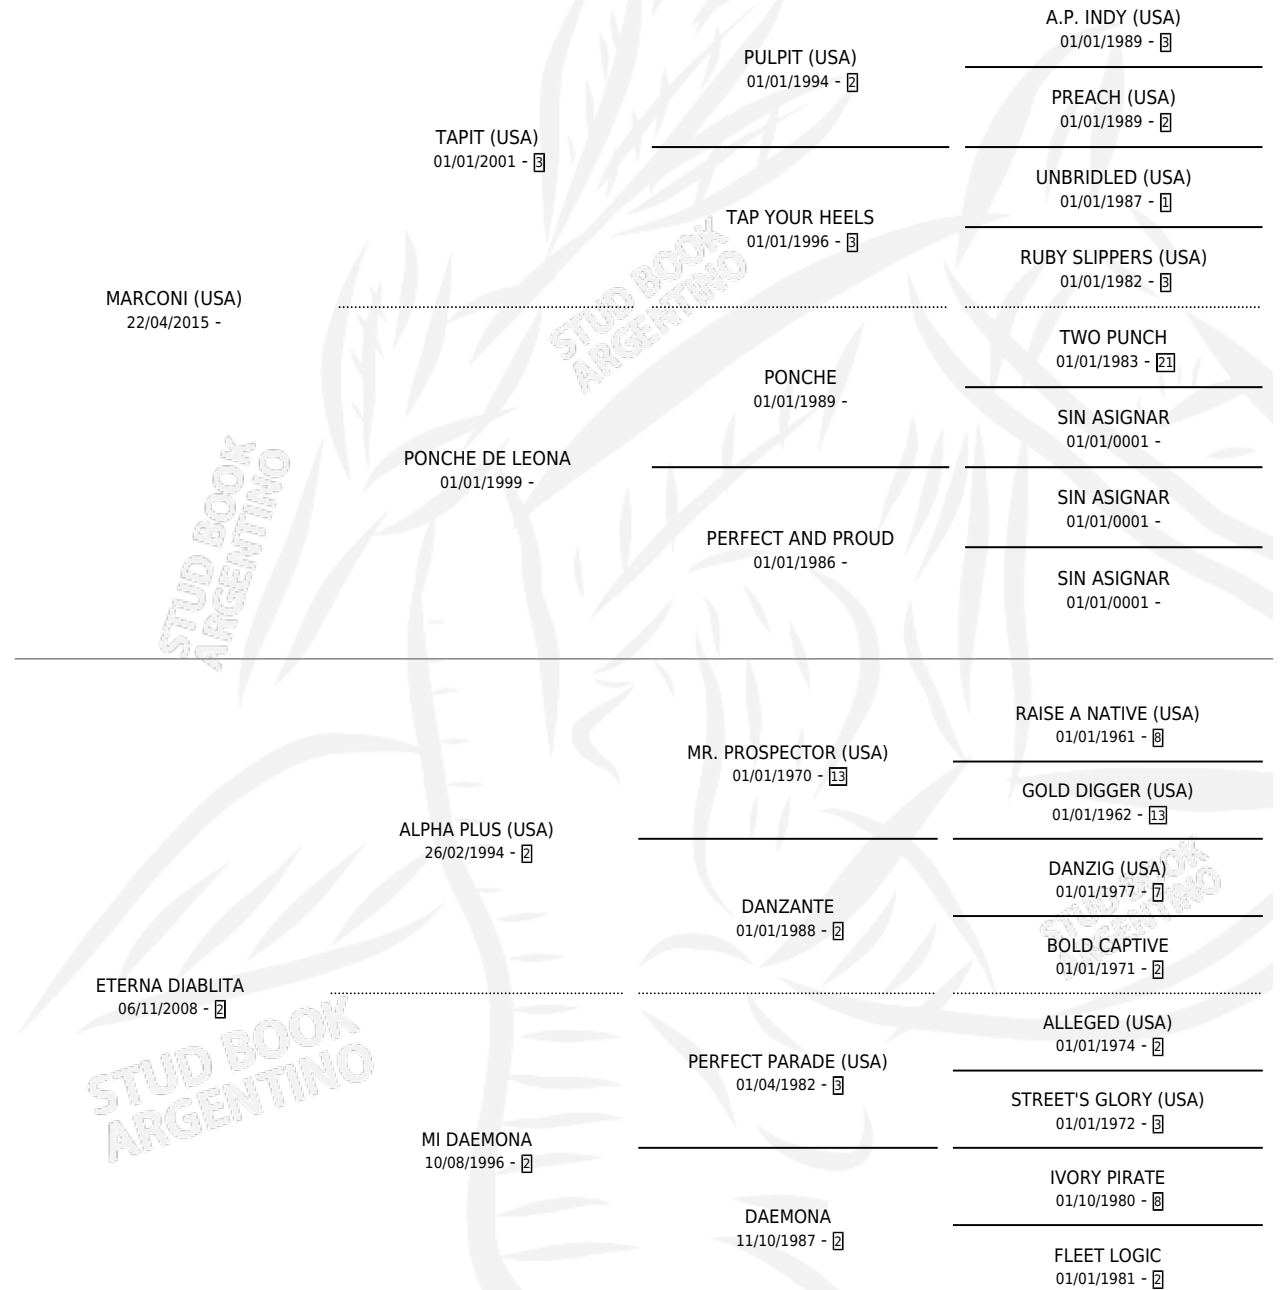 A.P. INDY (USA)
01/01/1989 - 3
PULPIT (USA)
01/01/1994 - 2
PREACH (USA)
01/01/1989 - 2
TAPIT (USA)
01/01/2001 - 3
UNBRIDLED (USA)
01/01/1987 - 1
TAP YOUR HEELS
01/01/1996 - 3
RUBY SLIPPERS (USA)
01/01/1982 - 3
MARCONI (USA)
22/04/2015 -
STUD BOOK
ARGENTINO
TWO PUNCH
01/01/1983 - 21
PONCHE
01/01/1989 -
SIN ASIGNAR
01/01/0001 -
PONCHE DE LEONA
01/01/1999 -
SIN ASIGNAR
01/01/0001 -
PERFECT AND PROUD
01/01/1986 -
SIN ASIGNAR
01/01/0001 -
STUD BOOK
ARGENTINO
RAISE A NATIVE (USA)
01/01/1961 - 8
MR. PROSPECTOR (USA)
01/01/1970 - 13
GOLD DIGGER (USA)
01/01/1962 - 13
ALPHA PLUS (USA)
26/02/1994 - 2
DANZIG (USA)
01/01/1977 - 7
STUD BOOK
ARGENTINO
DANZANTE
01/01/1988 - 2
BOLD CAPTIVE
01/01/1971 - 2
ETERNA DIABLITA
06/11/2008 - 2
STUD BOOK
ARGENTINO
ALLEGED (USA)
01/01/1974 - 2
PERFECT PARADE (USA)
01/04/1982 - 3
STREET'S GLORY (USA)
01/01/1972 - 3
MI DAEMONA
10/08/1996 - 2
IVORY PIRATE
01/10/1980 - 8
DAEMONA
11/10/1987 - 2
FLEET LOGIC
01/01/1981 - 2